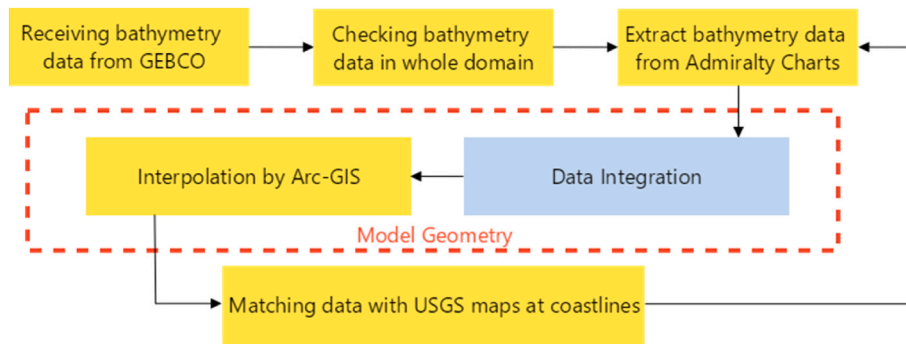 Receiving bathymetry
data from GEBCO
Checking bathymetry
data in whole domain
Extract bathymetry data
from Admiralty Charts
Interpolation by Arc-GIS
Data Integration
Model Geometry
Matching data with USGS maps at coastlines